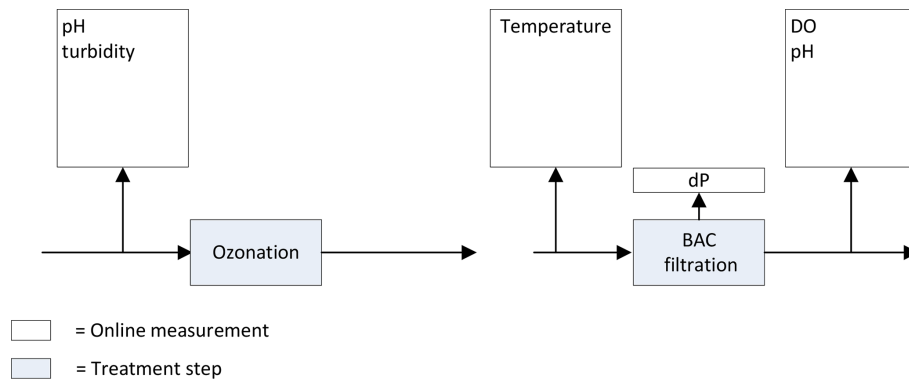 pH
turbidity
Temperature
DO
pH
dP
Ozonation
BAC
filtration
= Online measurement
= Treatment step